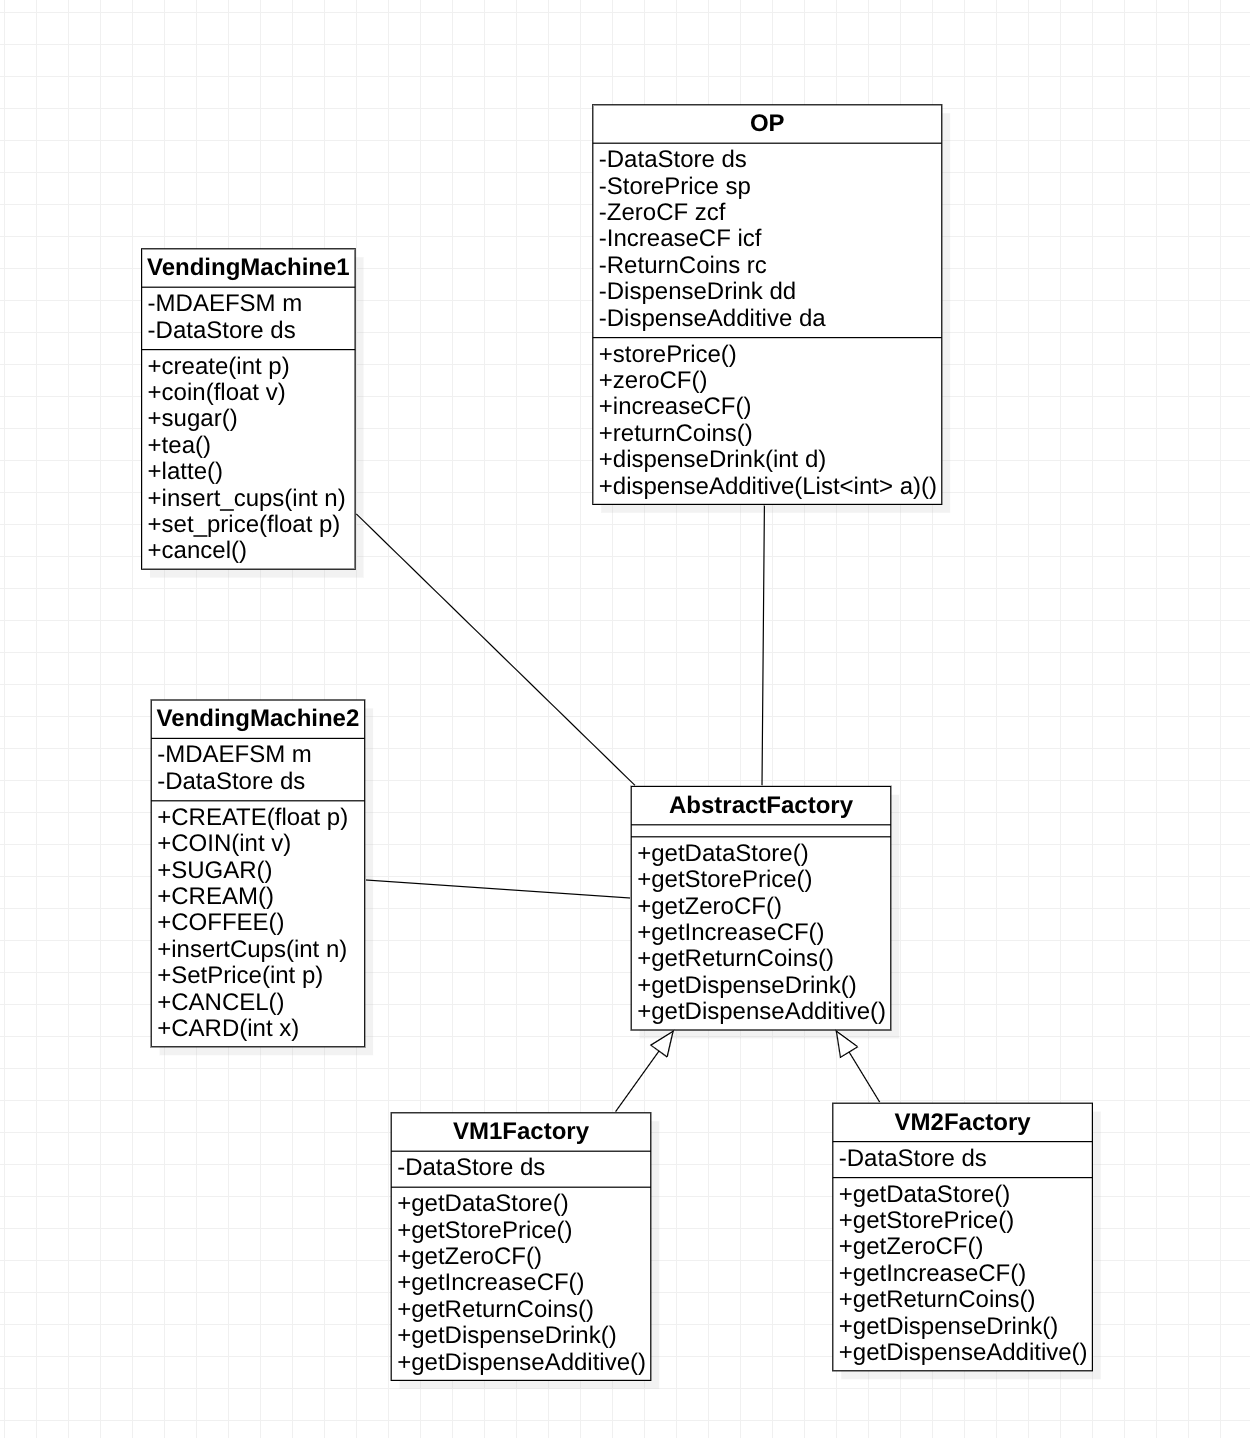 OP
-DataStore ds
-StorePrice sp
-ZeroCF zcf
-IncreaseCF icf
-ReturnCoins rc
-DispenseDrink dd
-DispenseAdditive da
+storePrice()
+zeroCF()
+increaseCF()
+returnCoins()
+dispenseDrink(int d)
+dispenseAdditive(List<int> a)()
VendingMachine1
-MDAEFSM m
-DataStore ds
+create(int p)
+coin(float v)
+sugar()
+tea()
+latte()
+insert_cups(int n)
+set_price(float p)
+cancel()
VendingMachine2
-MDAEFSM m
-DataStore ds
+CREATE(float p)
+COIN(int v)
+SUGAR()
+CREAM()
+COFFEE()
+insertCups(int n)
+SetPrice(int p)
+CANCEL()
+CARD(int x)
AbstractFactory
+getDataStore()
+getStorePrice()
+getZeroCF()
+getIncreaseCF()
+getReturnCoins()
+getDispenseDrink()
+getDispenseAdditive()
VM1Factory
-DataStore ds
+getDataStore()
+getStorePrice()
+getZeroCF()
+getIncreaseCF()
+getReturnCoins()
+getDispenseDrink()
+getDispenseAdditive()
VM2Factory
-DataStore ds
+getDataStore()
+getStorePrice()
+getZeroCF()
+getIncreaseCF()
+getReturnCoins()
+getDispenseDrink()
+getDispenseAdditive()